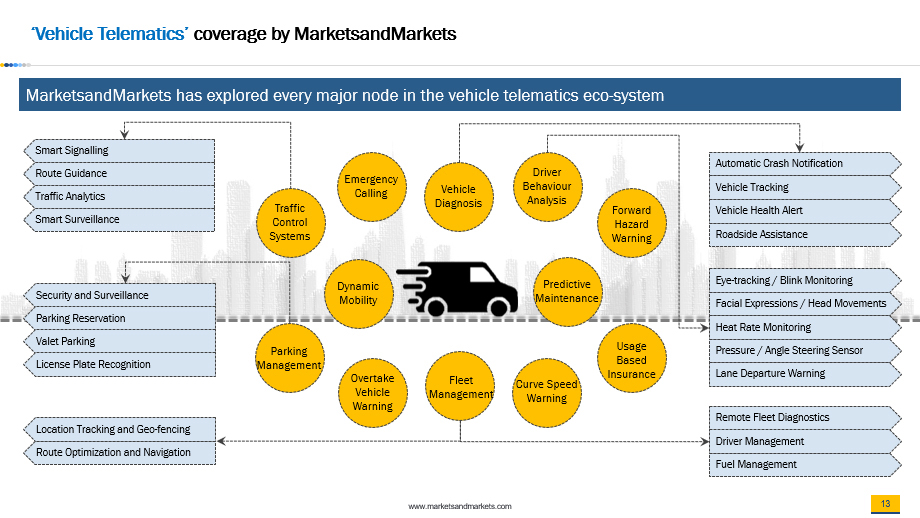 ‘Vehicle Telematics’ coverage by MarketsandMarkets
MarketsandMarkets has explored every major node in the vehicle telematics eco-system
Smart Signalling
Route Guidance
Traffic Analytics
Smart Surveillance
Security and Surveillance
Parking Reservation
Valet Parking
License Plate Recognition
Location Tracking and Geo-fencing
Route Optimization and Navigation
Traffic
Control
Systems
Emergency
Calling
Vehicle
Diagnosis
Driver
Behaviour
Analysis
Forward
Hazard
Warning
Dynamic
Mobility
Predictive
Maintenance
Parking
Management
Overtake
Vehicle
Warning
Fleet
Management
Curve Speed
Warning
Usage
Based
Insurance
Automatic Crash Notification
Vehicle Tracking
Vehicle Health Alert
Roadside Assistance
Eye-tracking / Blink Monitoring
Facial Expressions / Head Movements
Heat Rate Monitoring
Pressure / Angle Steering Sensor
Lane Departure Warning
Remote Fleet Diagnostics
Driver Management
Fuel Management
www.marketsandmarkets.com
13